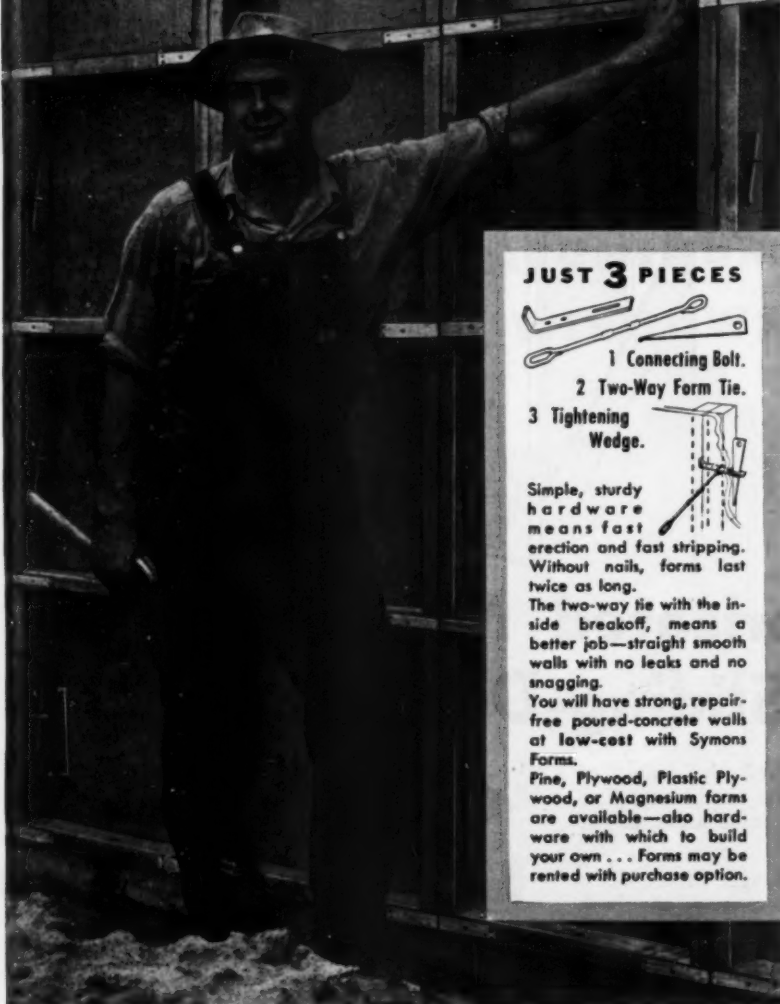 JUST 3 PIECES
1 Connecting Bolt.
2 Two-Way Form Tie.
3 Tightening
Wedge.
Simple, sturdy
hardware
means fast
erection and fast stripping.
Without nails, forms last
twice as long.
The two-way tie with the in-
side breakoff, means a
better job—straight smooth
walls with no leaks and no
snagging.
You will have strong, repair-
free poured-concrete walls
at low-cost with Symons
Forms.
Pine, Plywood, Plastic Ply-
wood, or Magnesium forms
are available—also hard-
ware with which to build
your own . . . Forms may be
rented with purchase option.